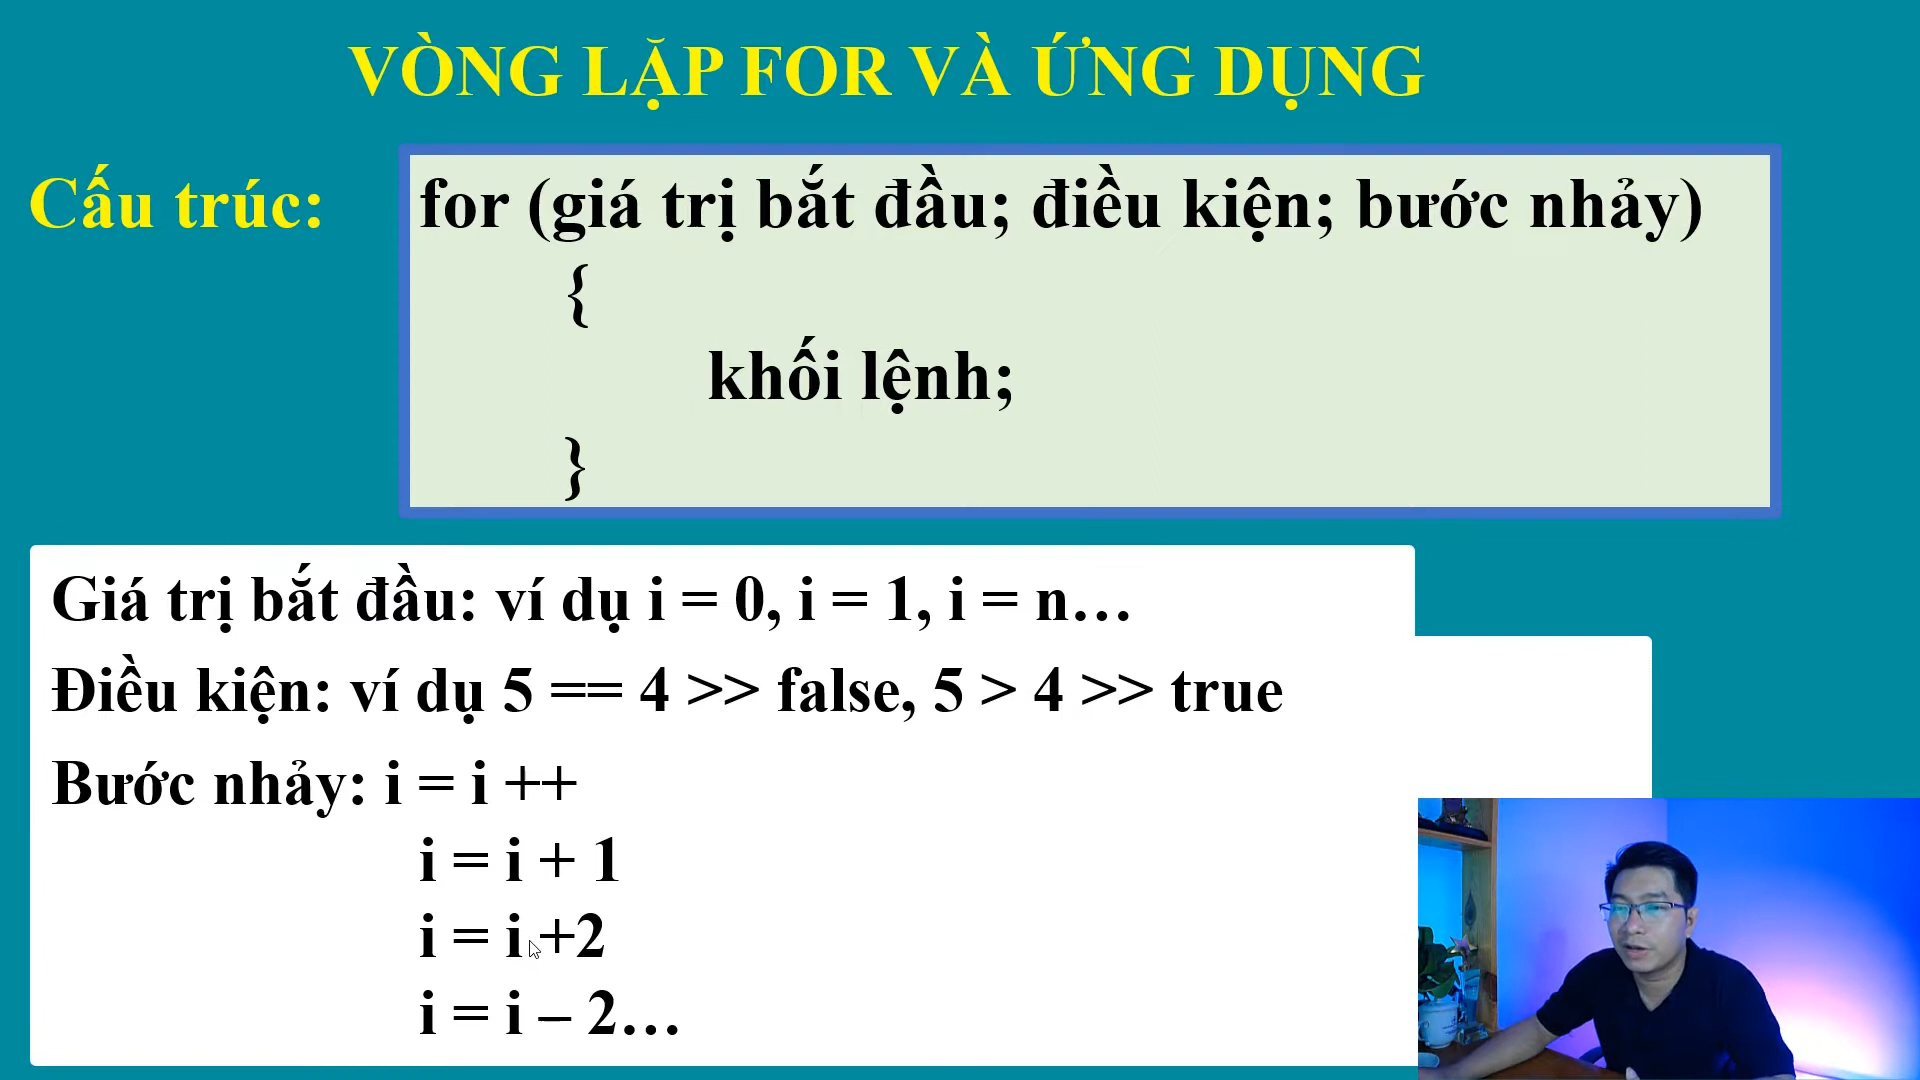 VÒNG LẶP FOR VÀ ỨNG DỤNG
Cấu trúc:
for (giá trị bắt đầu; điều kiện; bước nhảy)
{
khối lệnh;
}
Giá trị bắt đầu: ví dụ i = 0, i = 1, i = n…
Điều kiện: ví dụ 5 == 4 >> false, 5 > 4 >> true
Bước nhảy: i = i ++
i = i + 1
i = i +2
i = i – 2…